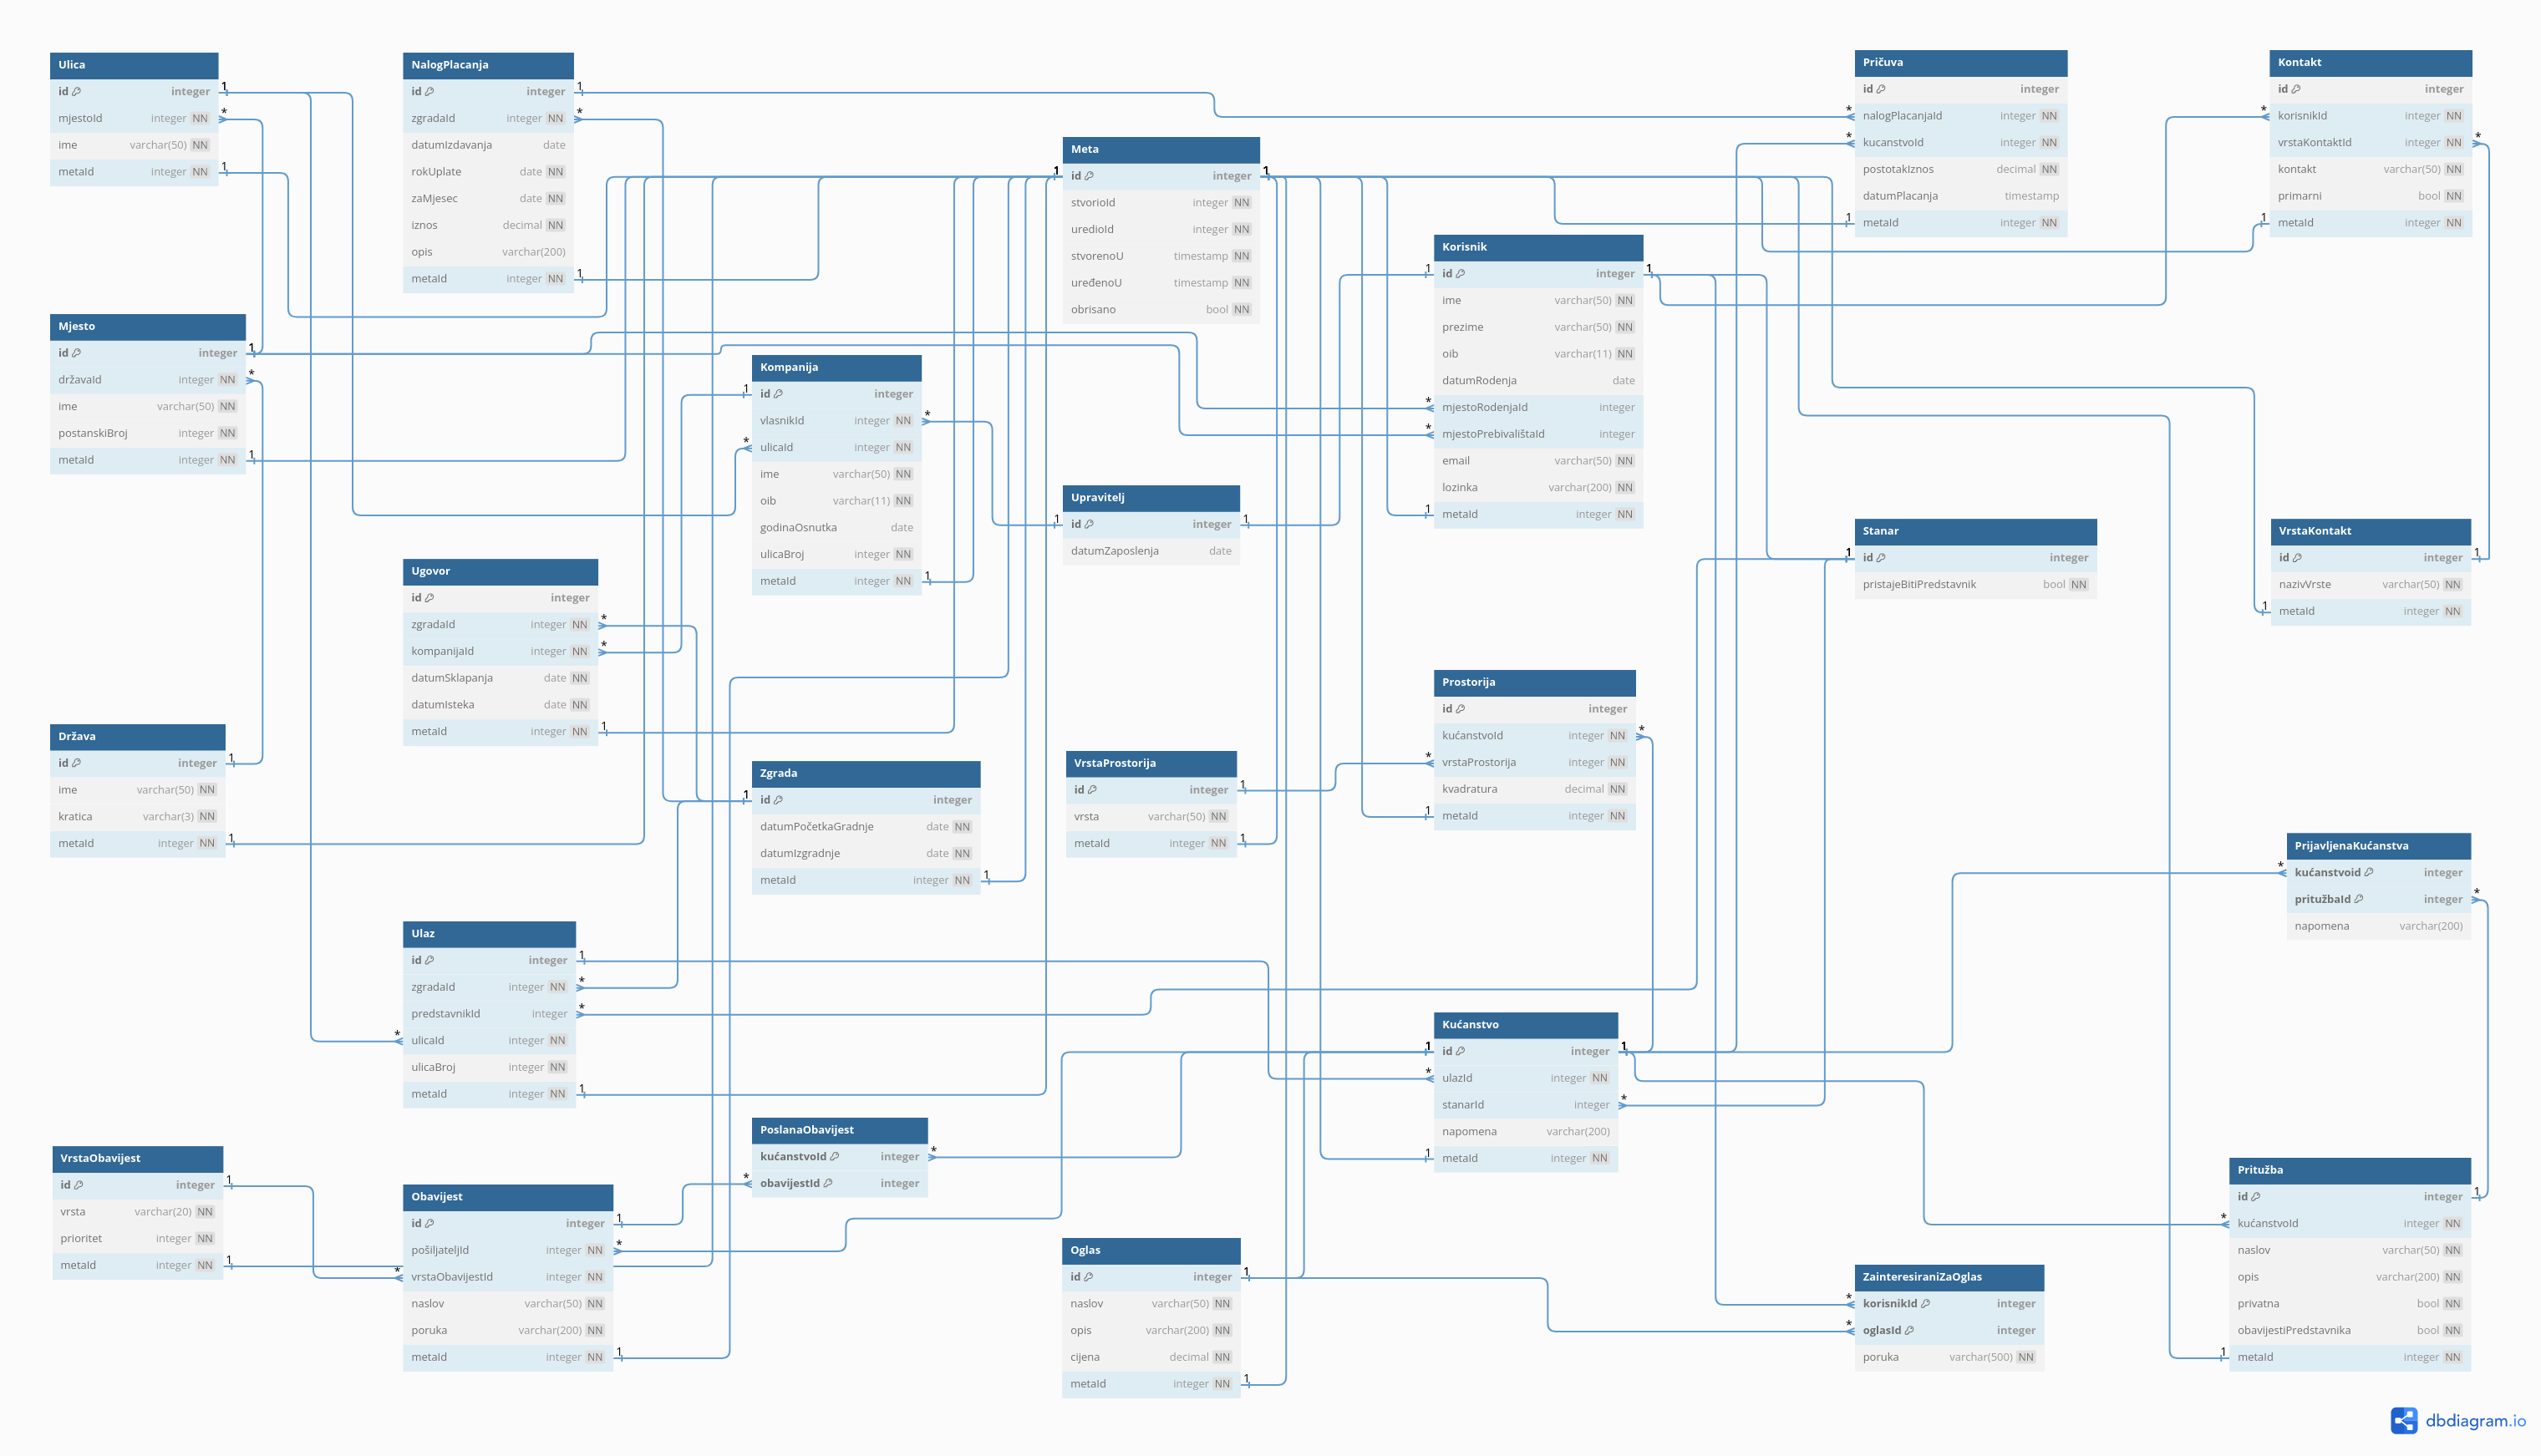 Ulica
id integer
mjestoId integer NN
ime varchar(50) NN
metaId integer NN
NalogPlacanja
id integer
zgradaId integer NN
datumIzdavanja date
rokUplate date NN
zaMjesec date NN
iznos decimal NN
opis varchar(200)
metaId integer NN
Meta
id integer
stvorioId integer NN
uredioId integer NN
stvorenoU timestamp NN
uređenoU timestamp NN
obrisano bool NN
Pričuva
id integer
nalogPlacanjaId integer NN
kucanstvoId integer NN
postotakIznos decimal NN
datumPlacanja timestamp
metaId integer NN
Kontakt
id integer
korisnikId integer NN
vrstaKontaktId integer NN
kontakt varchar(50) NN
primarni bool NN
metaId integer NN
Korisnik
id integer
ime varchar(50) NN
prezime varchar(50) NN
oib varchar(11) NN
datumRodenja date
mjestoRodenjaId integer
mjestoPrebivalištaId integer
email varchar(50) NN
lozinka varchar(200) NN
metaId integer NN
Mjesto
id integer
državaId integer NN
ime varchar(50) NN
postanskiBroj integer NN
metaId integer NN
Kompanija
id integer
vlasnikId integer NN
ulicaId integer NN
ime varchar(50) NN
oib varchar(11) NN
godinaOsnutka date
ulicaBroj integer NN
metaId integer NN
Upravitelj
id integer
datumZaposlenja date
Stanar
id integer
pristajeBitiPredstavnik bool NN
VrstaKontakt
id integer
nazivVrste varchar(50) NN
metaId integer NN
Ugovor
id integer
zgradaId integer NN
kompanijaId integer NN
datumSklapanja date NN
datumIsteka date NN
metaId integer NN
Prostorija
id integer
kućanstvoId integer NN
vrstaProstorija integer NN
kvadratura decimal NN
metaId integer NN
Država
id integer
ime varchar(50) NN
kratica varchar(3) NN
metaId integer NN
Zgrada
id integer
datumPočetkaGradnje date NN
datumIzgradnje date NN
metaId integer NN
VrstaProstorija
id integer
vrsta varchar(50) NN
metaId integer NN
PrijavljenaKućanstva
kućanstvoid integer
pritužbaId integer
napomena varchar(200)
Ulaz
id integer
zgradaId integer NN
predstavnikId integer
ulicaId integer NN
ulicaBroj integer NN
metaId integer NN
Kućanstvo
id integer
ulazId integer NN
stanarId integer
napomena varchar(200)
metaId integer NN
PoslanaObavijest
kućanstvoId integer
obavijestId integer
VrstaObavijest
id integer
vrsta varchar(20) NN
prioritet integer NN
metaId integer NN
Obavijest
id integer
pošiljateljId integer NN
vrstaObavijestId integer NN
naslov varchar(50) NN
poruka varchar(200) NN
metaId integer NN
Oglas
id integer
naslov varchar(50) NN
opis varchar(200) NN
cijena decimal NN
metaId integer NN
ZainteresiraniZaOglas
korisnikId integer
oglasId integer
poruka varchar(500) NN
Pritužba
id integer
kućanstvoId integer NN
naslov varchar(50) NN
opis varchar(200) NN
privatna bool NN
obavijestiPredstavnika bool NN
metaId integer NN
dbdiagram.io